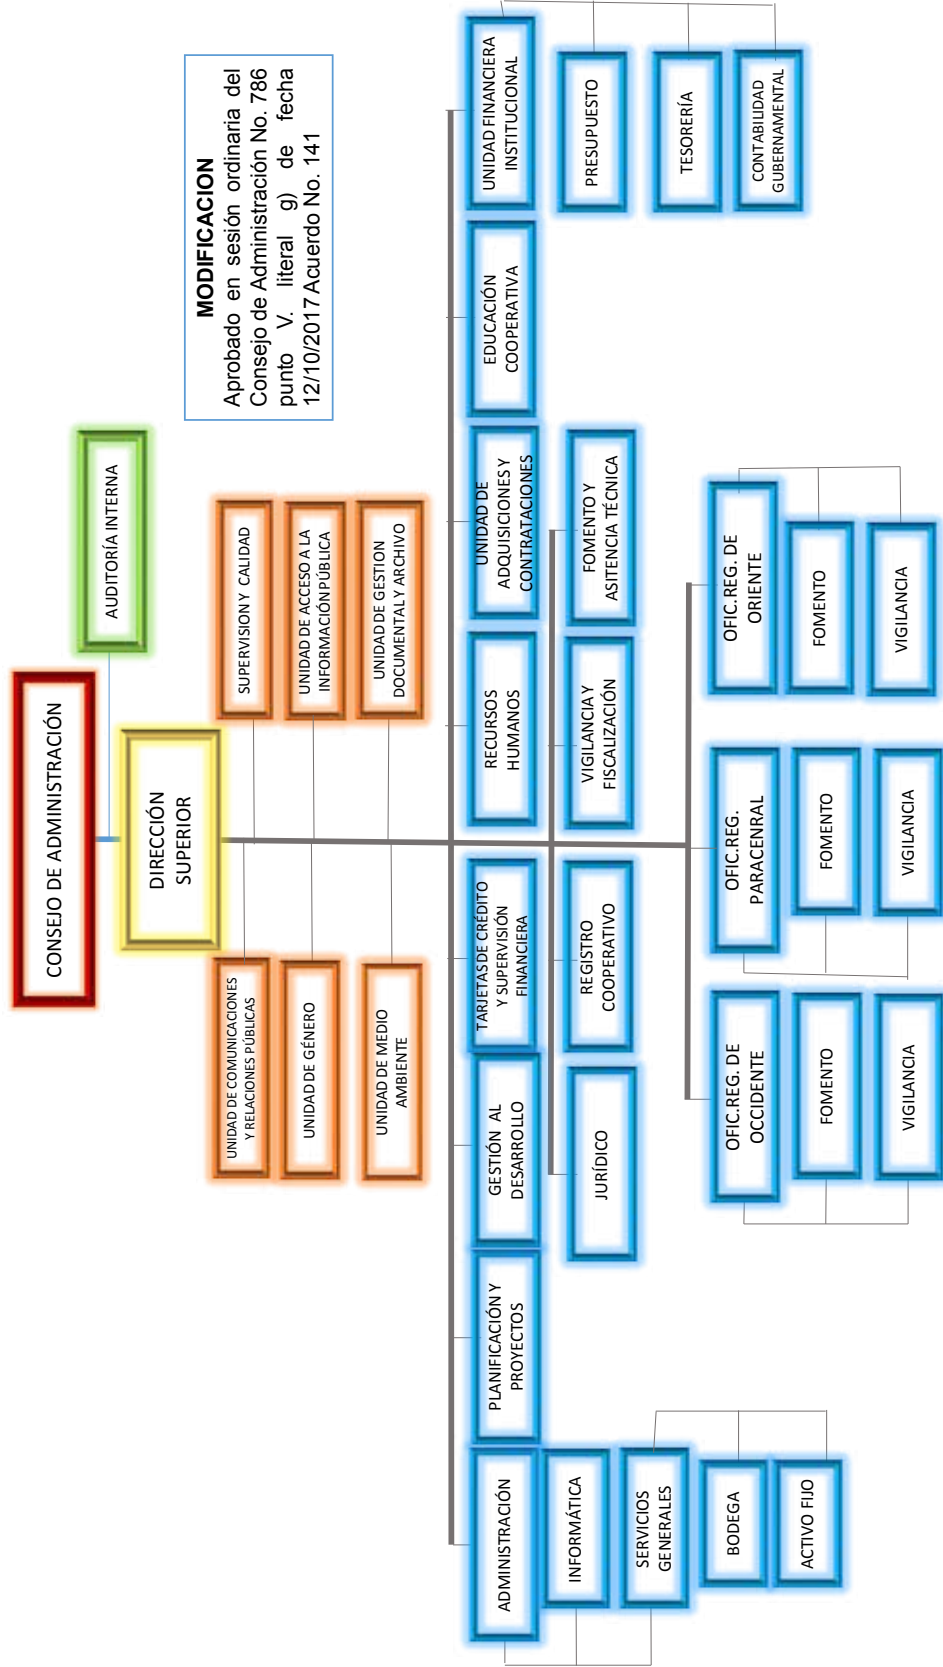 CONSEJO DE ADMINISTRACIÓN
AUDITORÍA INTERNA
DIRECCIÓN
SUPERIOR
MODIFICACION
Aprobado en sesión ordinaria del
Consejo de Administración No. 786
punto V. literal g) de fecha
12/10/2017 Acuerdo No. 141
UNIDAD DE COMUNICACIONES
Y RELACIONES PÚBLICAS
SUPERVISION Y CALIDAD
UNIDAD DE GÉNERO
UNIDAD DE ACCESO A LA
INFORMACIÓN PÚBLICA
UNIDAD DE MEDIO
AMBIENTE
UNIDAD DE GESTION
DOCUMENTAL Y ARCHIVO
ADMINISTRACIÓN
PLANIFICACIÓN Y
PROYECTOS
GESTIÓN AL
DESARROLLO
TARJETAS DE CRÉDITO
Y SUPERVISIÓN
FINANCIERA
RECURSOS
HUMANOS
UNIDAD DE
ADQUISICIONES Y
CONTRATACIONES
EDUCACIÓN
COOPERATIVA
UNIDAD FINANCIERA
INSTITUCIONAL
INFORMÁTICA
SERVICIOS
GENERALES
BODEGA
ACTIVO FIJO
JURÍDICO
REGISTRO
COOPERATIVO
VIGILANCIA Y
FISCALIZACIÓN
FOMENTO Y
ASITENCIA TÉCNICA
PRESUPUESTO
TESORERÍA
CONTABILIDAD
GUBERNAMENTAL
OFIC.REG. DE
OCCIDENTE
FOMENTO
VIGILANCIA
OFIC.REG.
PARACENRAL
FOMENTO
VIGILANCIA
OFIC.REG. DE
ORIENTE
FOMENTO
VIGILANCIA